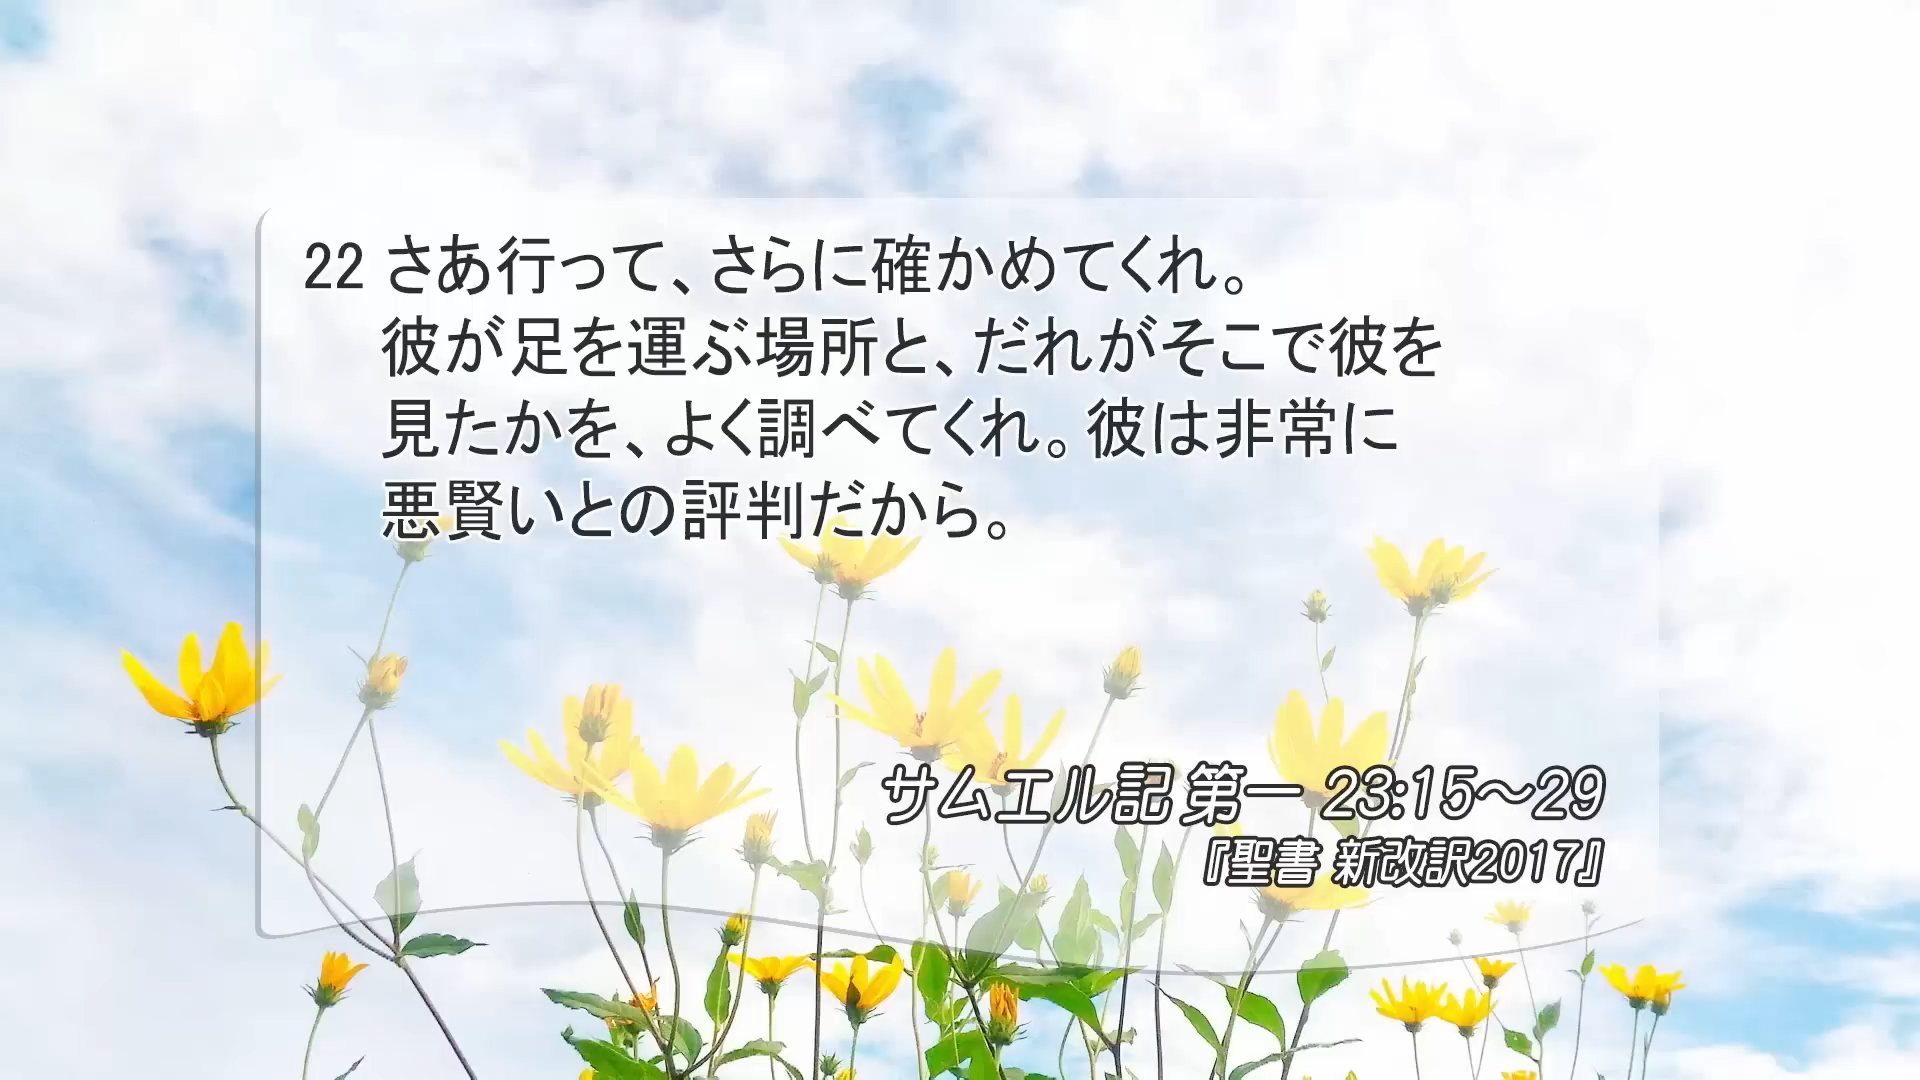 22 さあ行って、さらに確かめてくれ。
彼が足を運ぶ場所と、だれがそこで彼を
見たかを、よく調べてくれ。彼は非常に
悪賢いとの評判だから。
サムエル記 第一 23:15～29
『聖書 新改訳2017』